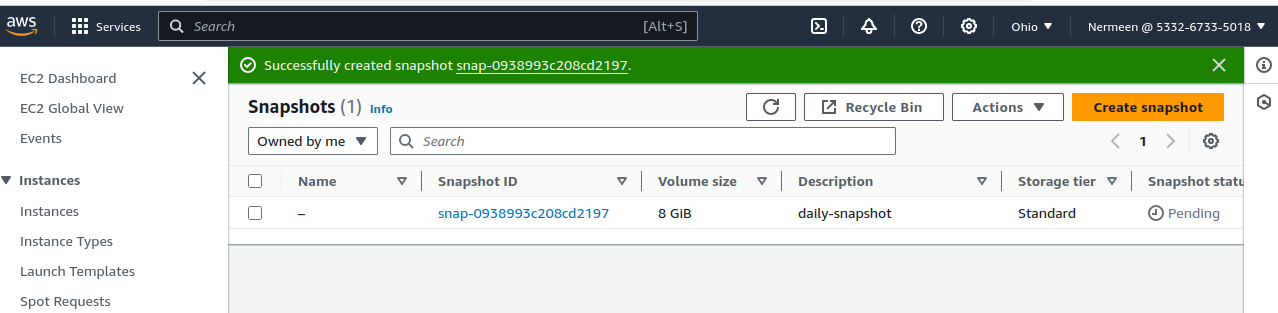 aws Services Search [Alt+S] Ohio Nermeen @ 5332-6733-5018
EC2 Dashboard
EC2 Global View
Events
Instances
Instances
Instance Types
Launch Templates
Spot Requests
Successfully created snapshot snap-0938993c208cd2197.
Snapshots (1) Info Recycle Bin Actions Create snapshot
Owned by me Search 1
Name Snapshot ID Volume size Description Storage tier Snapshot statu
– snap-0938993c208cd2197 8 GiB daily-snapshot Standard Pending